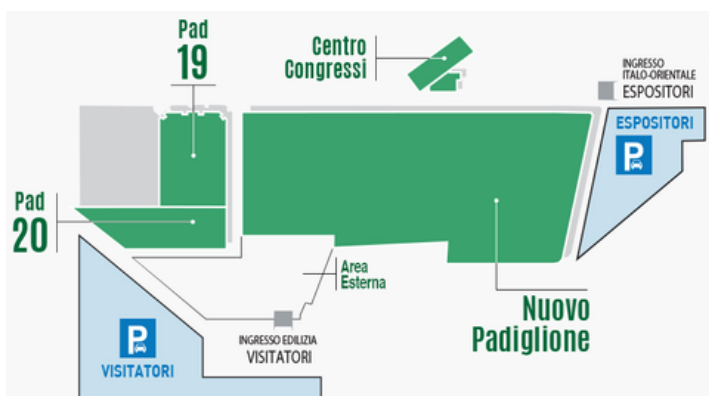 Pad
19
Centro
Congressi
INGRESSO
ITALO-ORIENTALE
ESPOSITORI
ESPOSITORI
P
Pad
20
Area
Esterna
Nuovo
Padiglione
INGRESSO EDILIZIA
VISITATORI
P
VISITATORI